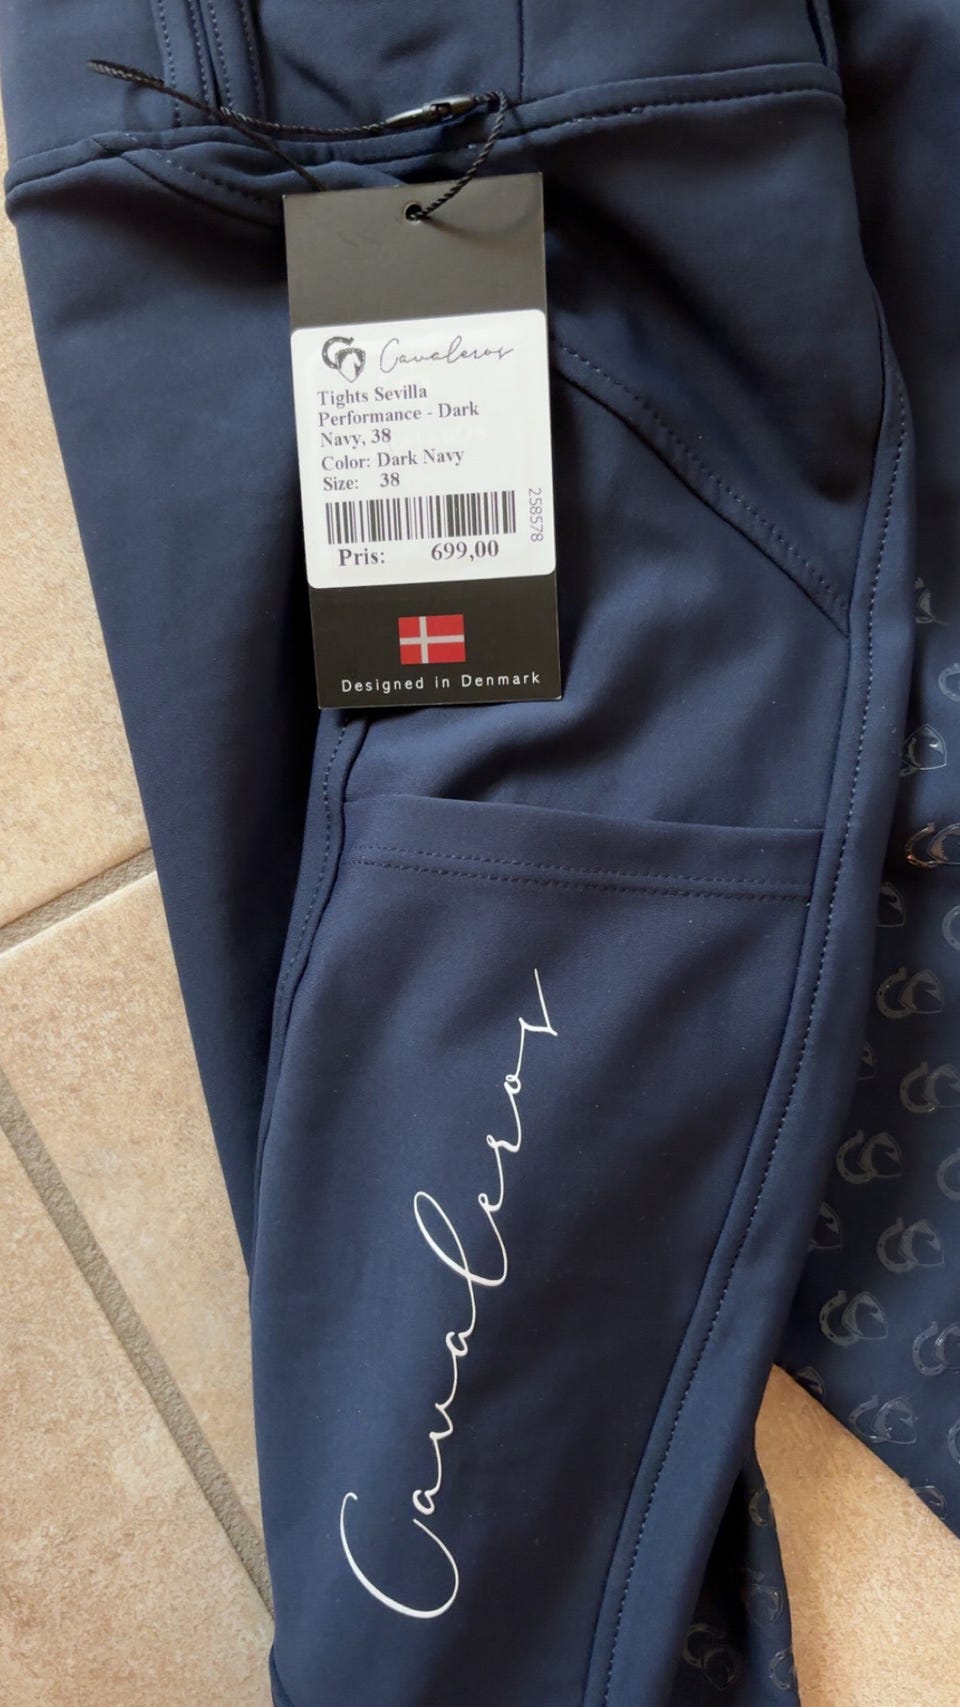 Cavaleros
Tights Sevilla
Performance - Dark
Navy, 38
Color: Dark Navy
Size: 38
258578
Pris: 699,00
Designed in Denmark
Cavaleros